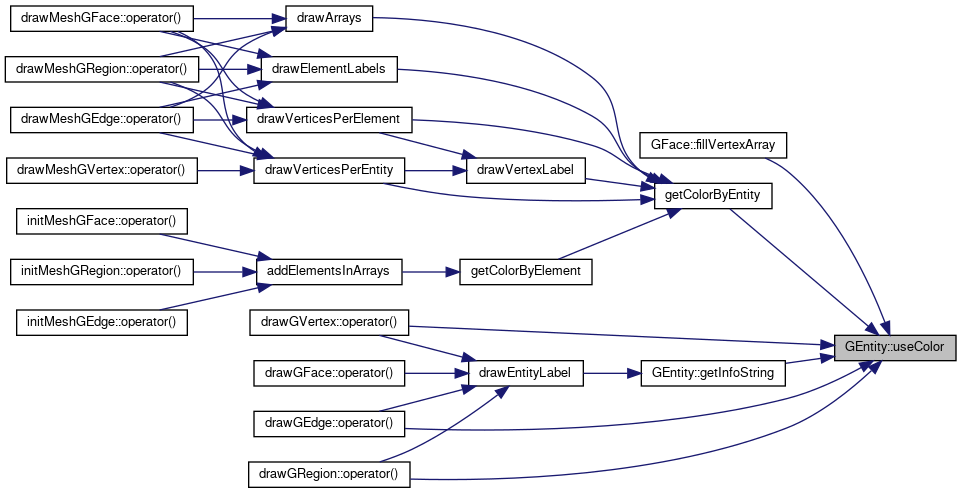 drawMeshGFace::operator()
drawArrays
drawMeshGRegion::operator()
drawElementLabels
drawMeshGEdge::operator()
drawVerticesPerElement
GFace::fillVertexArray
drawMeshGVertex::operator()
drawVerticesPerEntity
drawVertexLabel
getColorByEntity
initMeshGFace::operator()
initMeshGRegion::operator()
addElementsInArrays
getColorByElement
initMeshGEdge::operator()
drawGVertex::operator()
GEntity::useColor
drawGFace::operator()
drawEntityLabel
GEntity::getInfoString
drawGEdge::operator()
drawGRegion::operator()